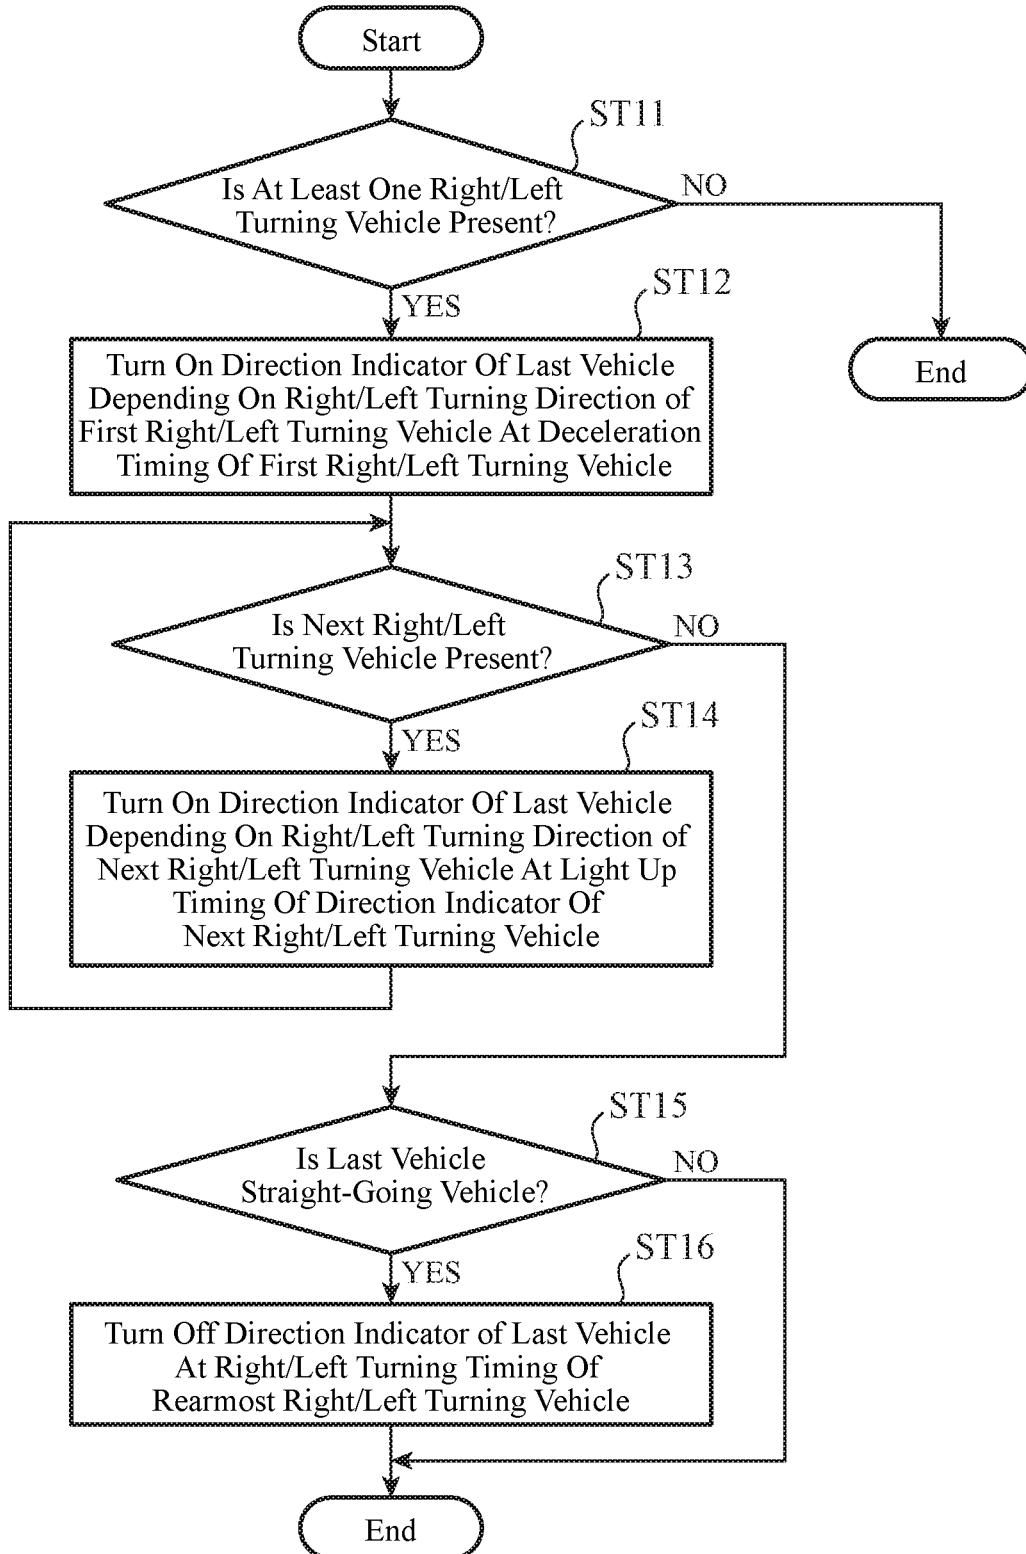 Start
ST11
Is At Least One Right/Left
Turning Vehicle Present?
NO
YES
ST12
Turn On Direction Indicator Of Last Vehicle
Depending On Right/Left Turning Direction of
First Right/Left Turning Vehicle At Deceleration
Timing Of First Right/Left Turning Vehicle
End
ST13
Is Next Right/Left
Turning Vehicle Present?
NO
YES
ST14
Turn On Direction Indicator Of Last Vehicle
Depending On Right/Left Turning Direction of
Next Right/Left Turning Vehicle At Light Up
Timing Of Direction Indicator Of
Next Right/Left Turning Vehicle
ST15
Is Last Vehicle
Straight-Going Vehicle?
NO
YES
ST16
Turn Off Direction Indicator of Last Vehicle
At Right/Left Turning Timing Of
Rearmost Right/Left Turning Vehicle
End